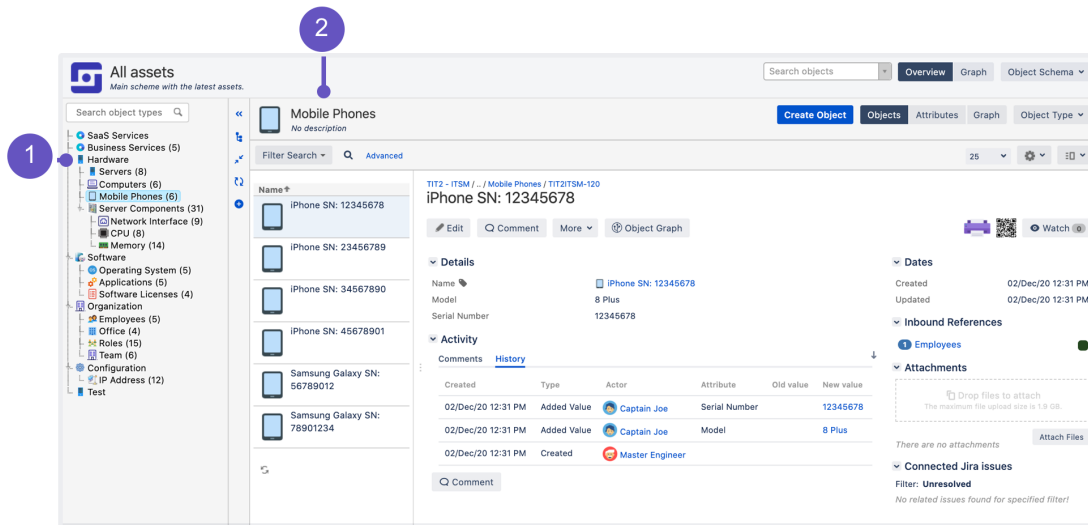 2
1
All assets
Main scheme with the latest assets.
Search objects
Overview Graph Object Schema
Search object types
SaaS Services
Business Services (5)
Hardware
Servers (8)
Computers (6)
Mobile Phones (6)
Server Components (31)
Network Interface (9)
CPU (8)
Memory (14)
Software
Operating System (5)
Applications (5)
Software Licenses (4)
Organization
Employees (5)
Office (4)
Roles (15)
Team (6)
Configuration
IP Address (12)
Test
Mobile Phones
No description
Create Object Objects Attributes Graph Object Type
Filter Search Advanced
25
Name
iPhone SN: 12345678
iPhone SN: 23456789
iPhone SN: 34567890
iPhone SN: 45678901
Samsung Galaxy SN:
56789012
Samsung Galaxy SN:
78901234
TIT2 - ITSM / .. / Mobile Phones / TIT2ITSM-120
iPhone SN: 12345678
Edit Comment More Object Graph
Watch 0
Details
Name iPhone SN: 12345678
Model 8 Plus
Serial Number 12345678
Activity
Comments History
Created Type Actor Attribute Old value New value
02/Dec/20 12:31 PM Added Value Captain Joe Serial Number 12345678
02/Dec/20 12:31 PM Added Value Captain Joe Model 8 Plus
02/Dec/20 12:31 PM Created Master Engineer
Comment
Dates
Created 02/Dec/20 12:31 PM
Updated 02/Dec/20 12:31 PM
Inbound References
1 Employees
Attachments
Drop files to attach
The maximum file upload size is 1.9 GB.
There are no attachments Attach Files
Connected Jira issues
Filter: Unresolved
No related issues found for specified filter!